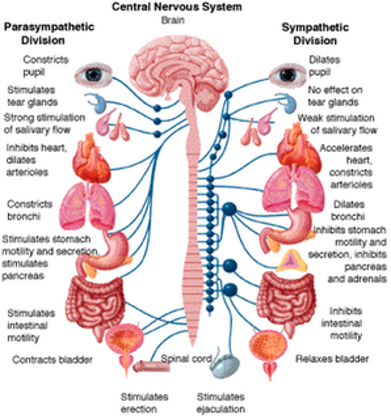 Central Nervous System
Brain
Parasympathetic
Division
Constricts
pupil
Stimulates
tear glands
Strong stimulation
of salivary flow
Inhibits heart,
dilates
arterioles
Constricts
bronchi
Stimulates stomach
motility and secretion,
stimulates
pancreas
Stimulates
intestinal
motility
Contracts bladder
Stimulates
erection
Spinal cord
Stimulates
ejaculation
Sympathetic
Division
Dilates
pupil
No effect on
tear glands
Weak stimulation
of salivary flow
Accelerates
heart,
constricts
arterioles
Dilates
bronchi
Inhibits stomach
motility and
secretion, inhibits
pancreas
and adrenals
Inhibits
intestinal
motility
Relaxes bladder